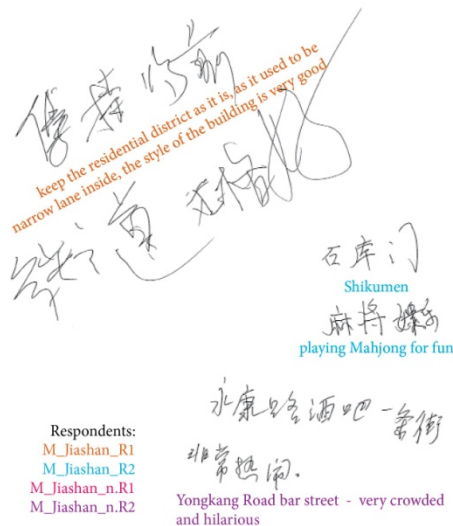 keep the residential district as it is, as it used to be
narrow lane inside, the style of the building is very good
石库门
Shikumen
麻将娱乐
playing Mahjong for fun
永康路酒吧一条街
非常热闹.
Yongkang Road bar street - very crowded
and hilarious
Respondents:
M_Jiashan_R1
M_Jiashan_R2
M_Jiashan_n.R1
M_Jiashan_n.R2